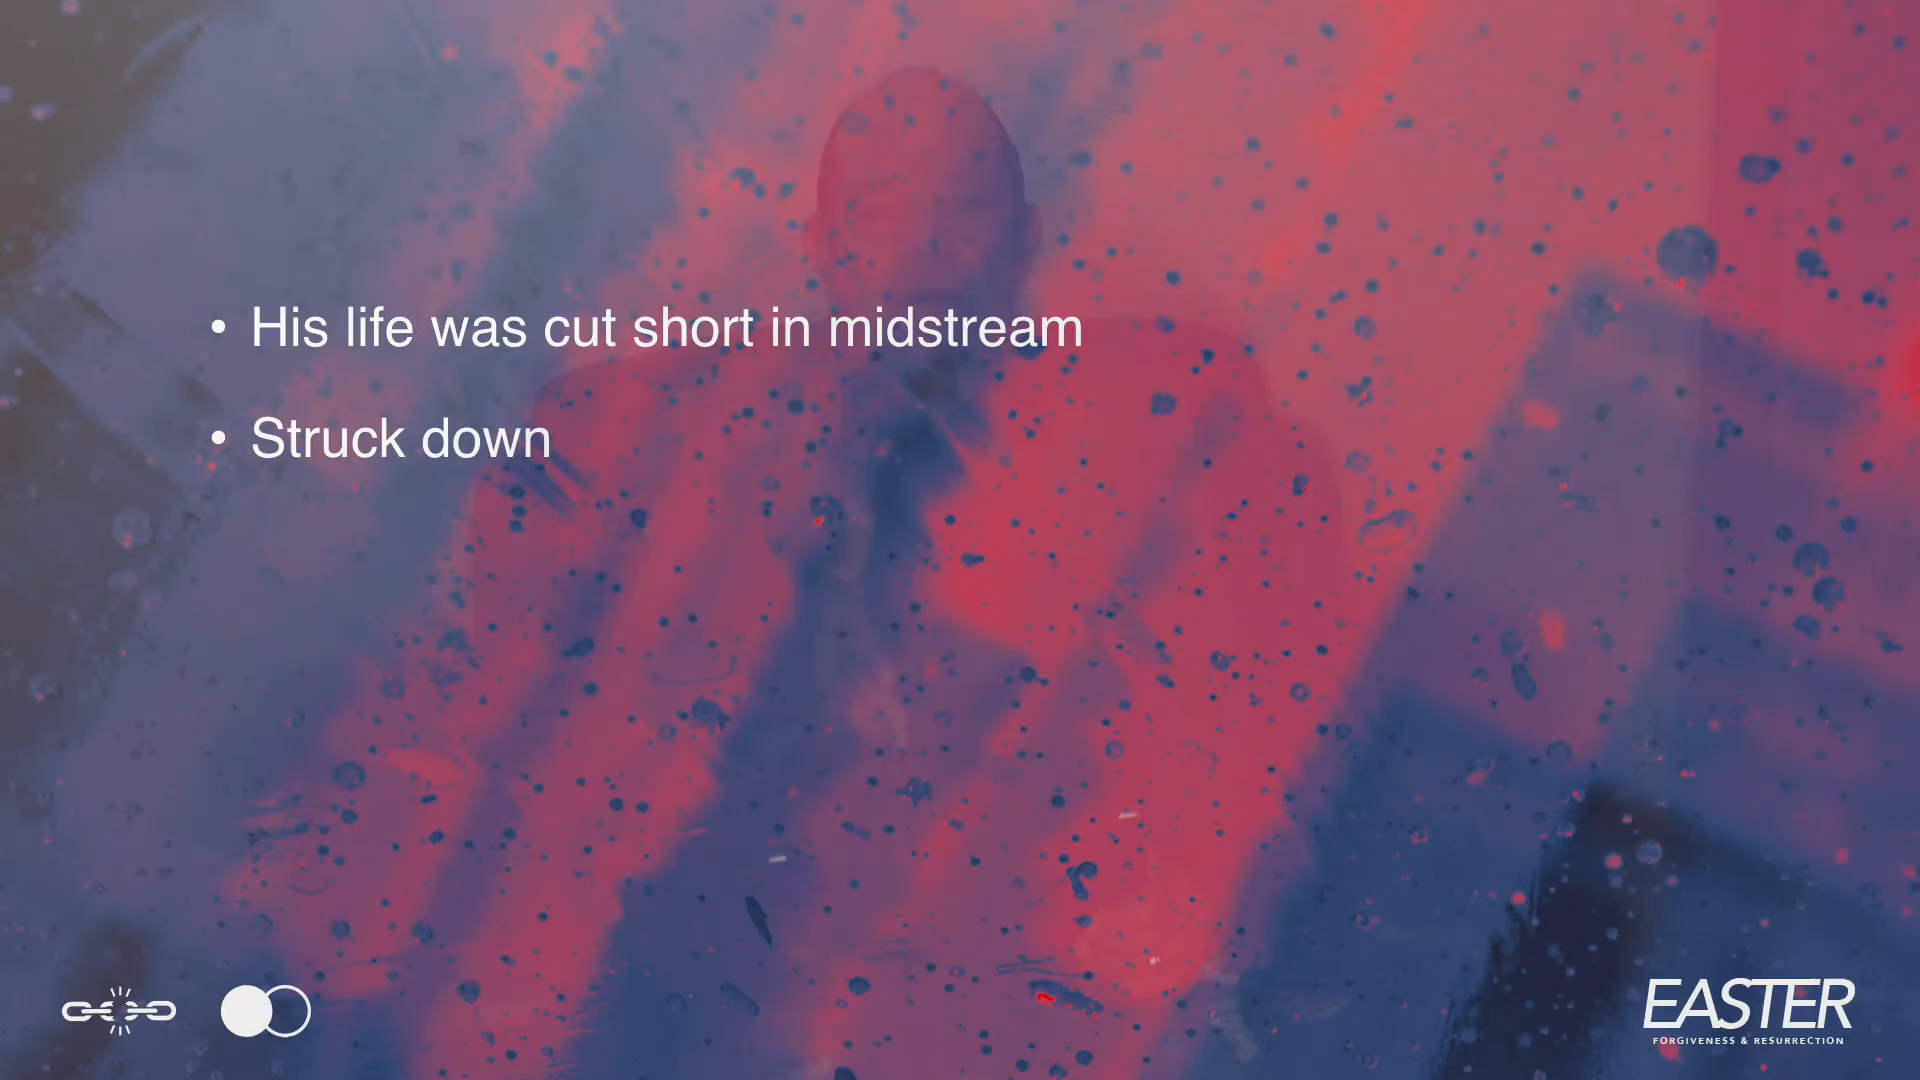 • His life was cut short in midstream
• Struck down
EASTER
FORGIVENESS & RESURRECTION